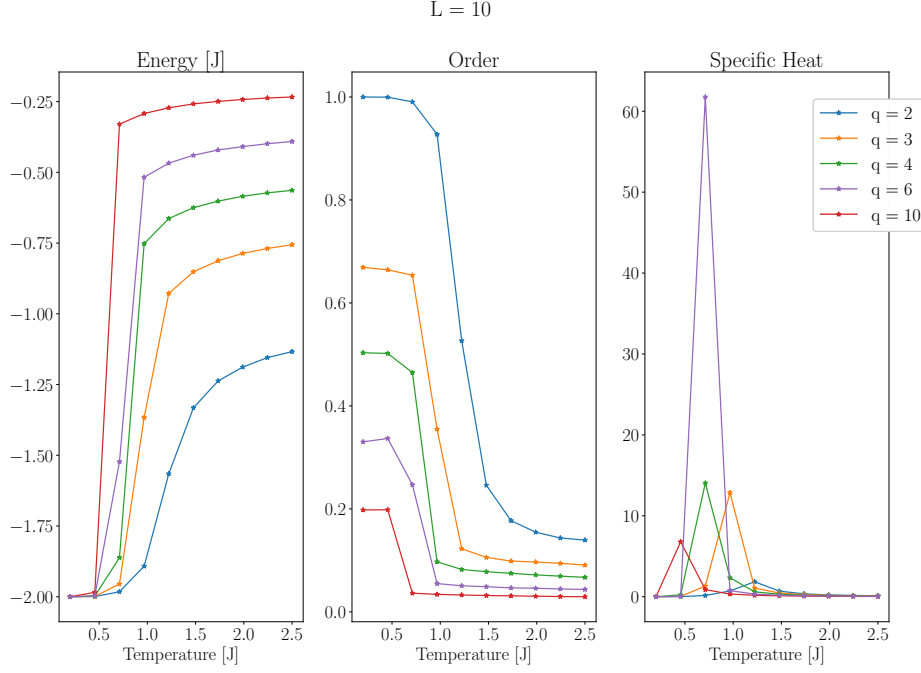 L = 10
Energy [J]
−0.25
−0.50
−0.75
−1.00
−1.25
−1.50
−1.75
−2.00
0.5 1.0 1.5 2.0 2.5
Temperature [J]
Order
1.0
0.8
0.6
0.4
0.2
0.0
0.5 1.0 1.5 2.0 2.5
Temperature [J]
Specific Heat
60
50
40
30
20
10
0
0.5 1.0 1.5 2.0 2.5
Temperature [J]
q = 2
q = 3
q = 4
q = 6
q = 10